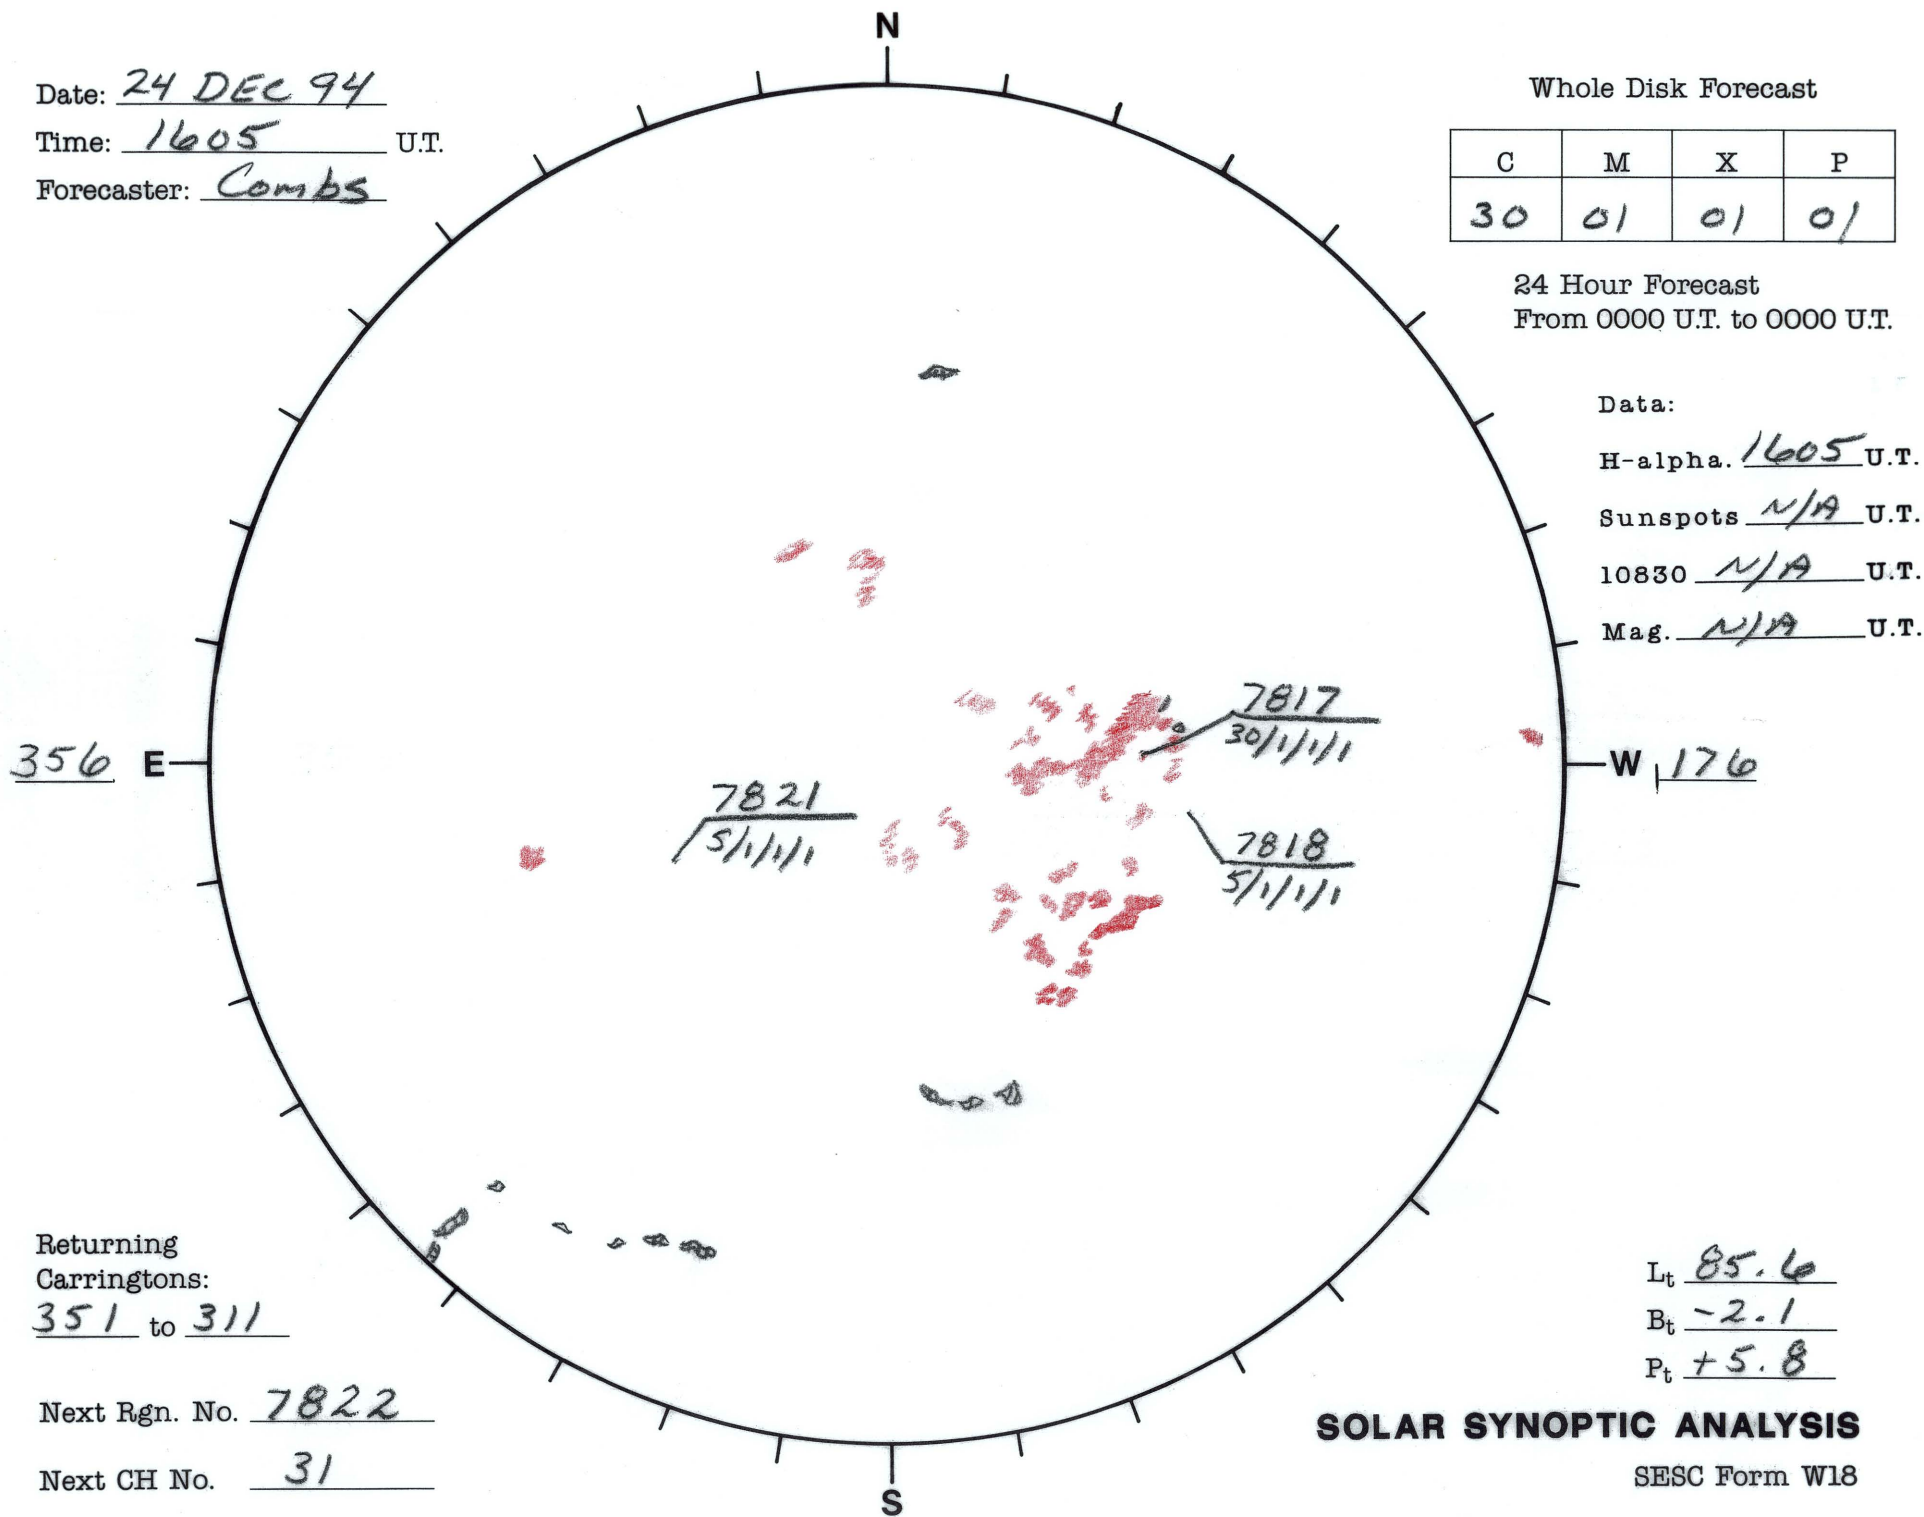 N
Date: 24 DEC 94
Time: 1605 U.T.
Forecaster: Combs
Whole Disk Forecast
C M X P
30 01 01 01
24 Hour Forecast
From 0000 U.T. to 0000 U.T.
Data:
H-alpha. 1605 U.T.
Sunspots N/A U.T.
10830 N/A U.T.
Mag. N/A U.T.
7817
30/1/1/1
356 E
W 176
7821
5/1/1/1
7818
5/1/1/1
Returning
Carringtons:
351 to 311
Next Rgn. No. 7822
Next CH No. 31
Lt 85.6
Bt -2.1
Pt +5.8
SOLAR SYNOPTIC ANALYSIS
SESC Form W18
S